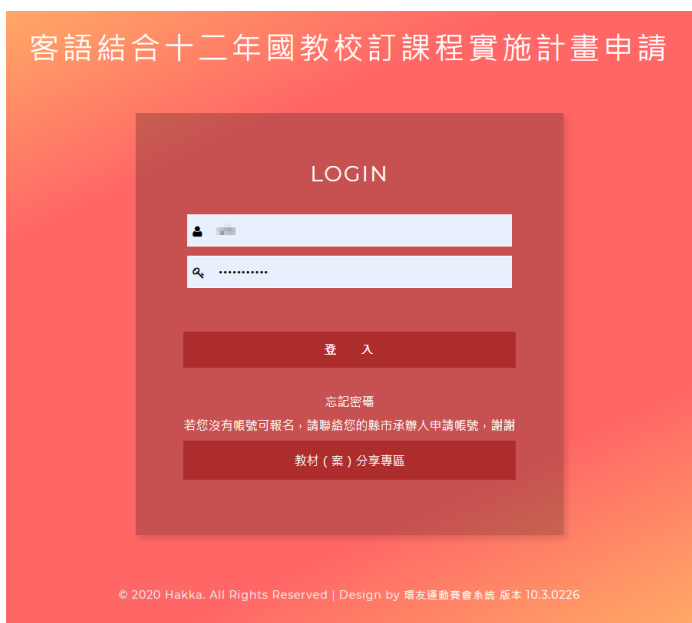 客語結合十二年國教校訂課程實施計畫申請
LOGIN
•••••••••••
登 入
忘記密碼
若您沒有帳號可報名，請聯絡您的縣市承辦人申請帳號，謝謝
教材 ( 案 ) 分享專區
© 2020 Hakka. All Rights Reserved | Design by 環友運動賽會系統 版本 10.3.0226